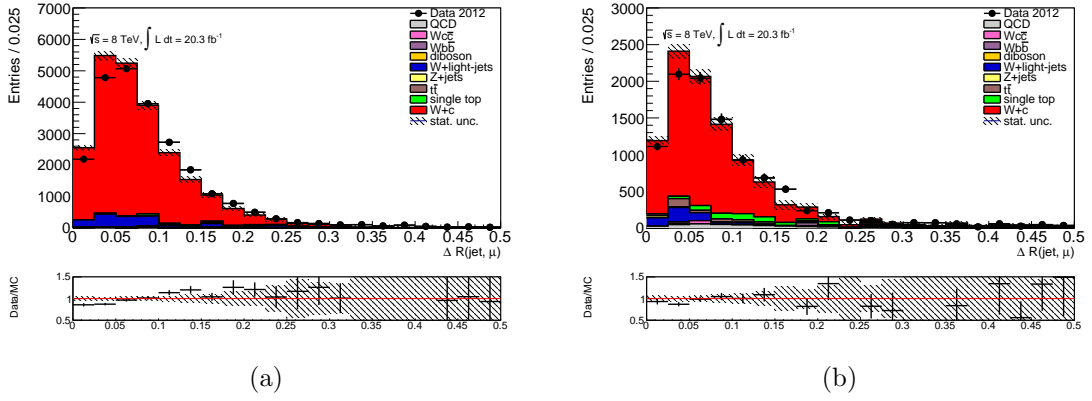 Entries / 0.025
7000
6000
5000
4000
3000
2000
1000
0
√s = 8 TeV, ∫ L dt = 20.3 fb⁻¹
Data 2012
QCD
Wcc̅
Wbb̅
diboson
W+light-jets
Z+jets
tt̅
single top
W+c
stat. unc.
0 0.05 0.1 0.15 0.2 0.25 0.3 0.35 0.4 0.45 0.5
Δ R(jet, μ)
Data/MC
1.5
1
0.5
0 0.05 0.1 0.15 0.2 0.25 0.3 0.35 0.4 0.45 0.5
(a)
Entries / 0.025
3000
2500
2000
1500
1000
500
0
√s = 8 TeV, ∫ L dt = 20.3 fb⁻¹
Data 2012
QCD
Wcc̅
Wbb̅
diboson
W+light-jets
Z+jets
tt̅
single top
W+c
stat. unc.
0 0.05 0.1 0.15 0.2 0.25 0.3 0.35 0.4 0.45 0.5
Δ R(jet, μ)
Data/MC
1.5
1
0.5
0 0.05 0.1 0.15 0.2 0.25 0.3 0.35 0.4 0.45 0.5
(b)